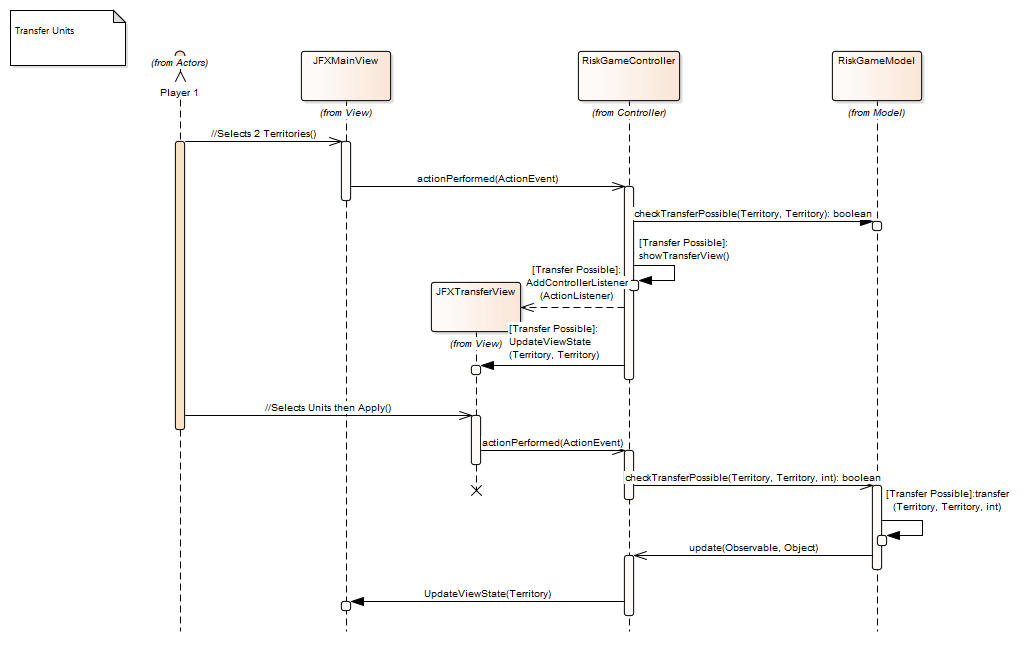 Transfer Units
(from Actors)
Player 1
JFXMainView
(from View)
RiskGameController
(from Controller)
RiskGameModel
(from Model)
//Selects 2 Territories()
actionPerformed(ActionEvent)
checkTransferPossible(Territory, Territory): boolean
[Transfer Possible]:
showTransferView()
[Transfer Possible]:
AddControllerListener
(ActionListener)
JFXTransferView
(from View)
[Transfer Possible]:
UpdateViewState
(Territory, Territory)
//Selects Units then Apply()
actionPerformed(ActionEvent)
checkTransferPossible(Territory, Territory, int): boolean
[Transfer Possible]:transfer
(Territory, Territory, int)
update(Observable, Object)
UpdateViewState(Territory)